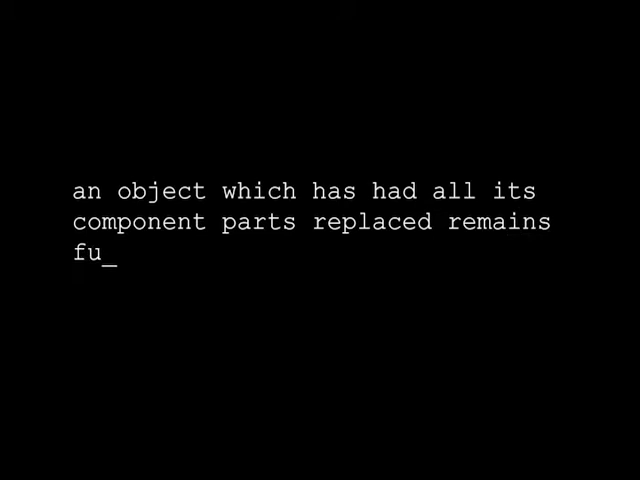 an object which has had all its
component parts replaced remains
fu_